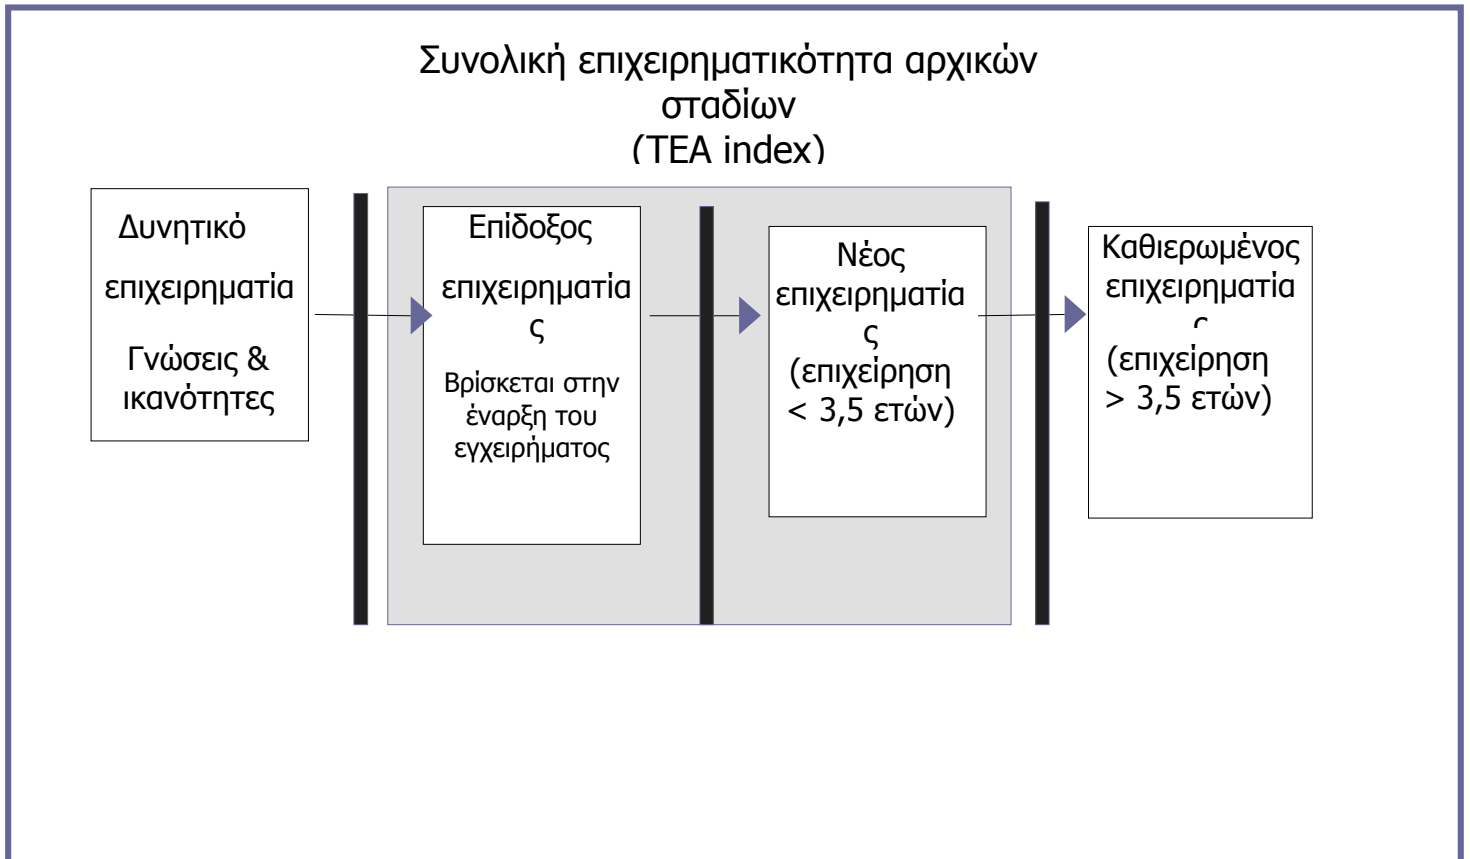 Συνολική επιχειρηματικότητα αρχικών
σταδίων
(TEA index)
Δυνητικό
επιχειρηματία
Γνώσεις &
ικανότητες
Επίδοξος
επιχειρηματία
ς
Βρίσκεται στην
έναρξη του
εγχειρήματος
Νέος
επιχειρηματία
ς
(επιχείρηση
< 3,5 ετών)
Καθιερωμένος
επιχειρηματία
ς
(επιχείρηση
> 3,5 ετών)